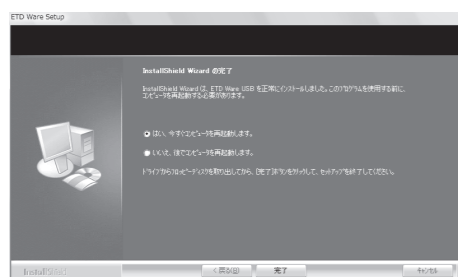 ETD Ware Setup
InstallShield Wizard の完了
InstallShield Wizard は、ETD Ware USB を正常にインストールしました。このプログラムを使用する前に、
コンピュータを再起動する必要があります。
はい、今すぐコンピュータを再起動します。
いいえ、後でコンピュータを再起動します。
ドライブからフロッピーディスクを取り出してから、[完了]ボタンをクリックして、セットアップを終了してください。
InstallShield
< 戻る(B)
完了
キャンセル